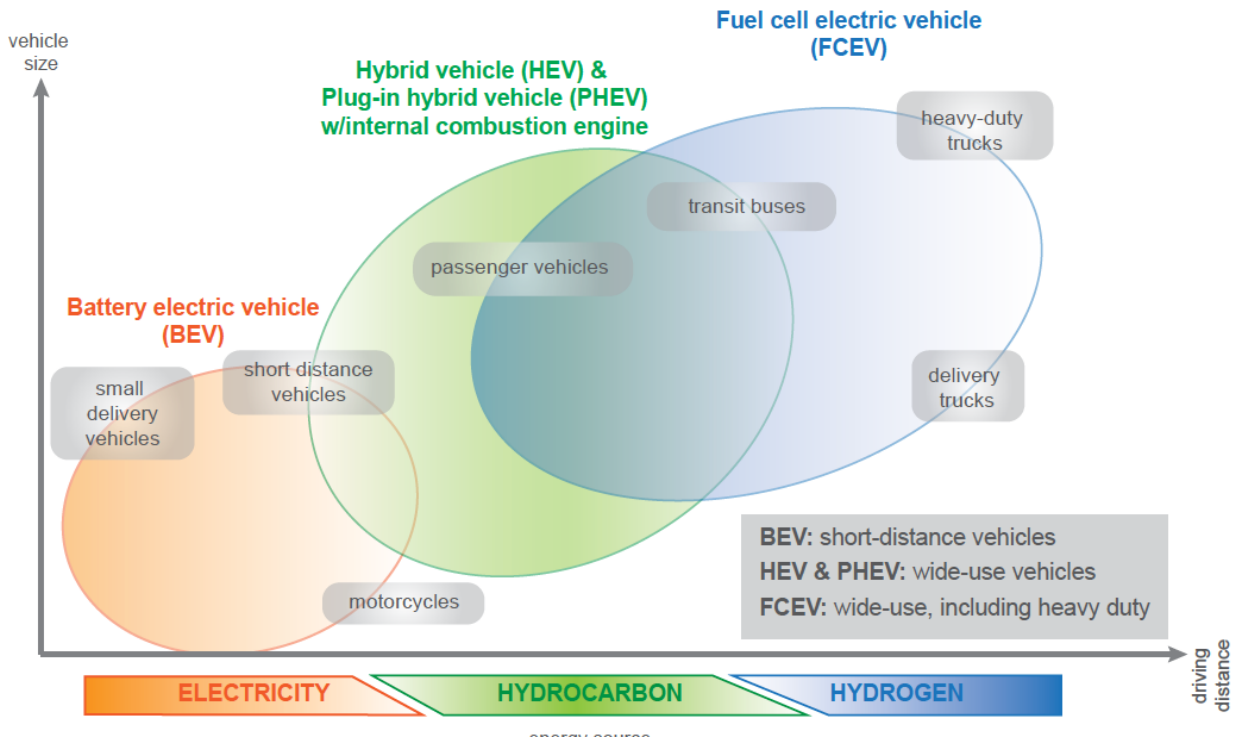 vehicle
size
Fuel cell electric vehicle
(FCEV)
Hybrid vehicle (HEV) &
Plug-in hybrid vehicle (PHEV)
w/internal combustion engine
heavy-duty
trucks
transit buses
passenger vehicles
Battery electric vehicle
(BEV)
short distance
vehicles
small
delivery
vehicles
delivery
trucks
motorcycles
BEV: short-distance vehicles
HEV & PHEV: wide-use vehicles
FCEV: wide-use, including heavy duty
driving
distance
ELECTRICITY
HYDROCARBON
HYDROGEN
energy source